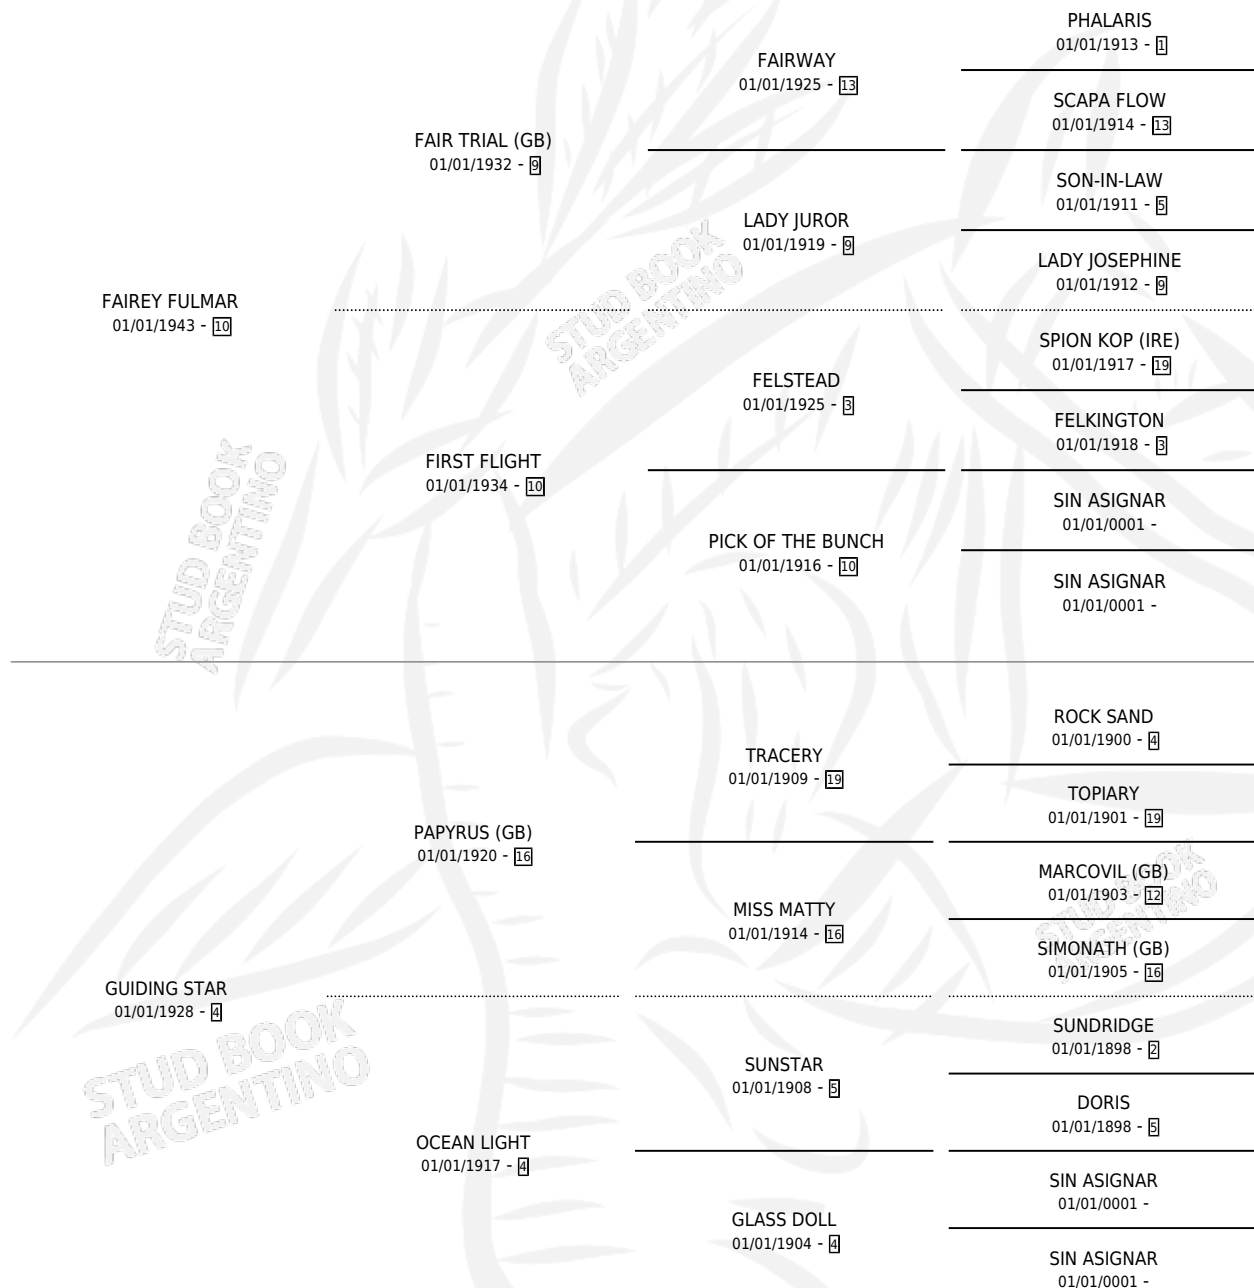 PHALARIS
01/01/1913 - 1
FAIRWAY
01/01/1925 - 13
SCAPA FLOW
01/01/1914 - 13
FAIR TRIAL (GB)
01/01/1932 - 9
SON-IN-LAW
01/01/1911 - 5
LADY JUROR
01/01/1919 - 9
LADY JOSEPHINE
01/01/1912 - 9
FAIREY FULMAR
01/01/1943 - 10
SPION KOP (IRE)
01/01/1917 - 19
FELSTEAD
01/01/1925 - 3
FELKINGTON
01/01/1918 - 3
FIRST FLIGHT
01/01/1934 - 10
SIN ASIGNAR
01/01/0001 -
PICK OF THE BUNCH
01/01/1916 - 10
SIN ASIGNAR
01/01/0001 -
ROCK SAND
01/01/1900 - 4
TRACERY
01/01/1909 - 19
TOPIARY
01/01/1901 - 19
PAPYRUS (GB)
01/01/1920 - 16
MARCOVIL (GB)
01/01/1903 - 12
MISS MATTY
01/01/1914 - 16
SIMONATH (GB)
01/01/1905 - 16
GUIDING STAR
01/01/1928 - 4
SUNDRIDGE
01/01/1898 - 2
SUNSTAR
01/01/1908 - 5
DORIS
01/01/1898 - 5
OCEAN LIGHT
01/01/1917 - 4
SIN ASIGNAR
01/01/0001 -
GLASS DOLL
01/01/1904 - 4
SIN ASIGNAR
01/01/0001 -
STUD BOOK
ARGENTINO
STUD BOOK
ARGENTINO
STUD BOOK
ARGENTINO
STUD BOOK
ARGENTINO